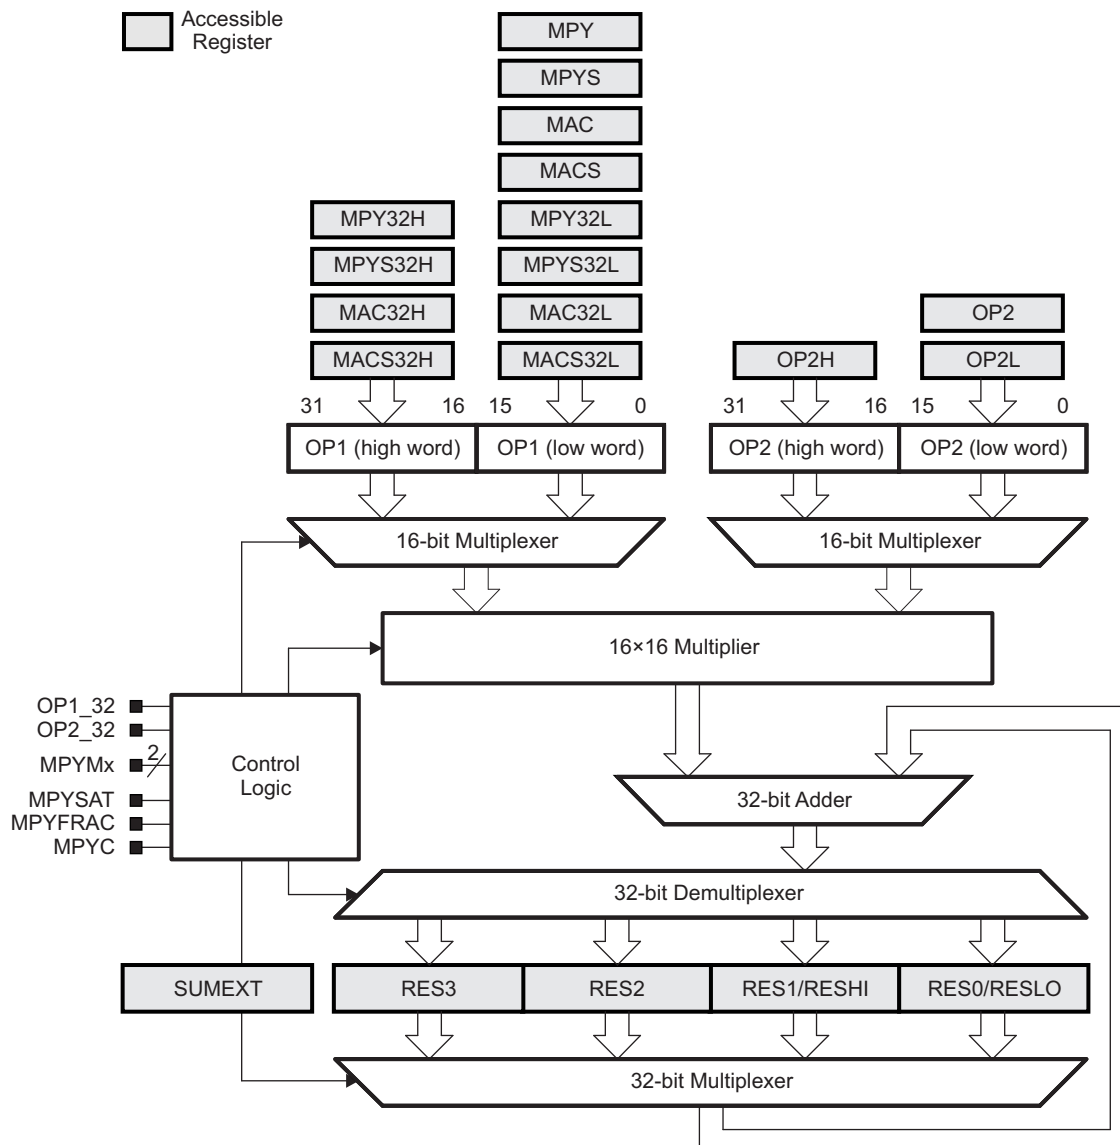 Accessible
Register
MPY
MPYS
MAC
MACS
MPY32H
MPY32L
MPYS32H
MPYS32L
MAC32H
MAC32L
OP2
MACS32H
MACS32L
OP2H
OP2L
31 16 15 0 31 16 15 0
OP1 (high word) OP1 (low word) OP2 (high word) OP2 (low word)
16-bit Multiplexer 16-bit Multiplexer
16×16 Multiplier
OP1_32
OP2_32
MPYMx
2
MPYSAT
MPYFRAC
MPYC
Control
Logic
32-bit Adder
32-bit Demultiplexer
SUMEXT RES3 RES2 RES1/RESHI RES0/RESLO
32-bit Multiplexer